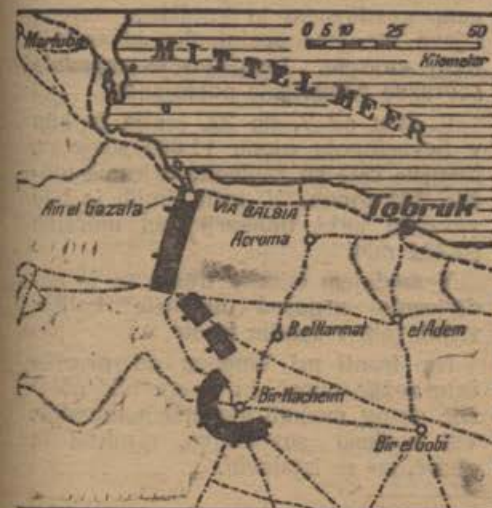 0 5 10 25 50
Kilometer
Martuba
MITTELMEER
Ain el Gazala
VIA BALBIA
Tobruk
Acroma
B.el Harmat
el Adem
Bir Hacheim
Bir el Gobi